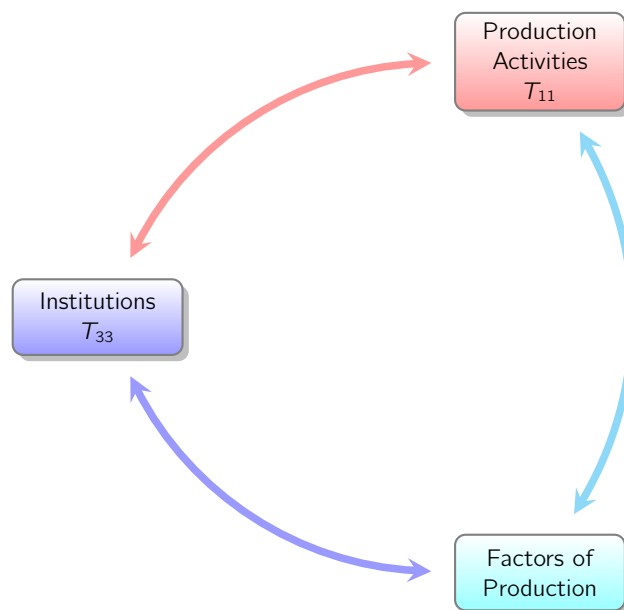 Production
Activities
T₁₁
Institutions
T₃₃
Factors of
Production